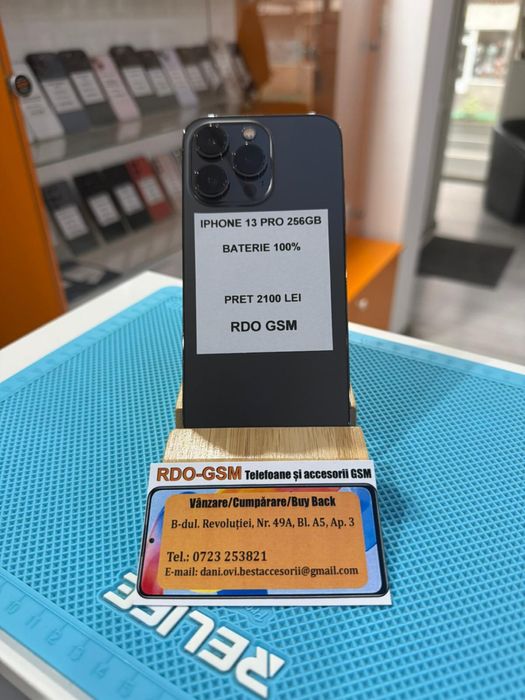 IPHONE 13 PRO 256GB
BATERIE 100%
PRET 2100 LEI
RDO GSM
RDO-GSM Telefoane și accesorii GSM
Vânzare/Cumpărare/Buy Back
B-dul. Revoluției, Nr. 49A, Bl. A5, Ap. 3
Tel.: 0723 253821
E-mail: dani.ovi.bestaccesorii@gmail.com
RELIFE